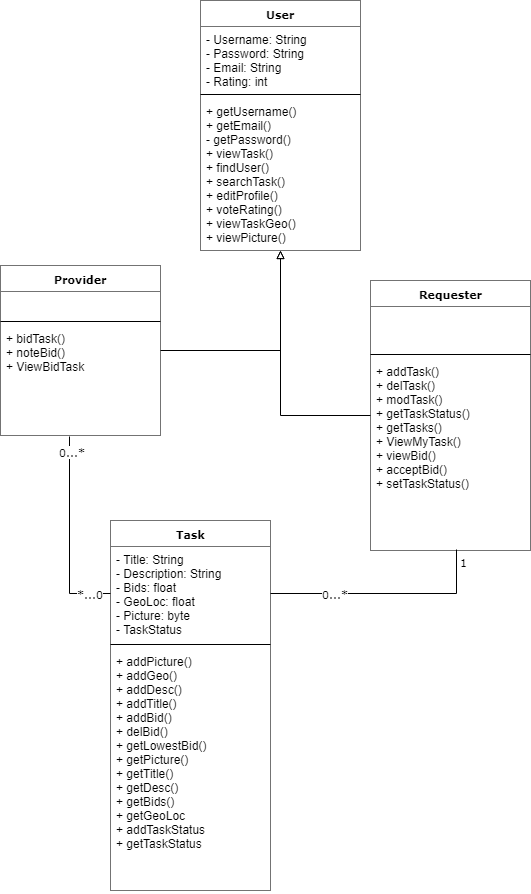 User
- Username: String
- Password: String
- Email: String
- Rating: int
+ getUsername()
+ getEmail()
- getPassword()
+ viewTask()
+ findUser()
+ searchTask()
+ editProfile()
+ voteRating()
+ viewTaskGeo()
+ viewPicture()
Provider
+ bidTask()
+ noteBid()
+ ViewBidTask
Requester
+ addTask()
+ delTask()
+ modTask()
+ getTaskStatus()
+ getTasks()
+ ViewMyTask()
+ viewBid()
+ acceptBid()
+ setTaskStatus()
0...*
1
*...0
0...*
Task
- Title: String
- Description: String
- Bids: float
- GeoLoc: float
- Picture: byte
- TaskStatus
+ addPicture()
+ addGeo()
+ addDesc()
+ addTitle()
+ addBid()
+ delBid()
+ getLowestBid()
+ getPicture()
+ getTitle()
+ getDesc()
+ getBids()
+ getGeoLoc
+ addTaskStatus
+ getTaskStatus